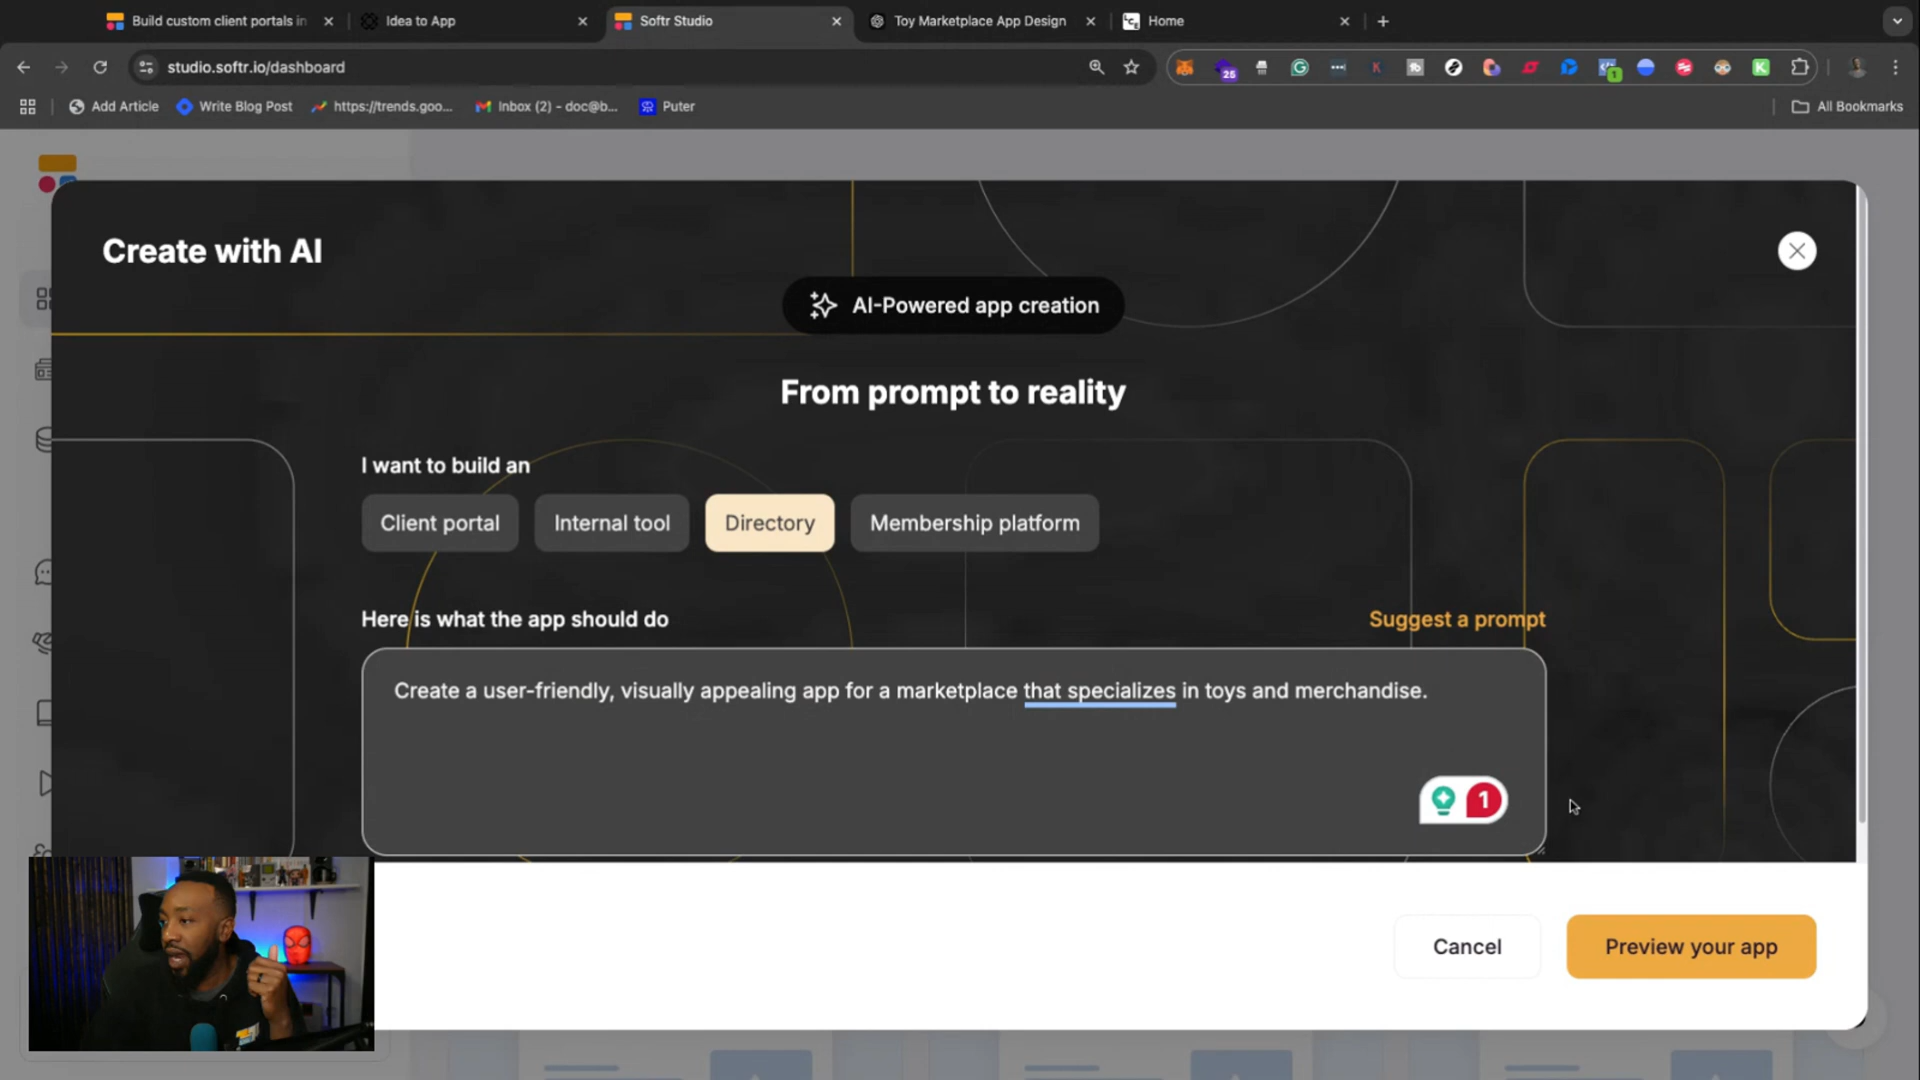 Build custom client portals in
Idea to App
Softr Studio
Toy Marketplace App Design
Home
studio.softr.io/dashboard
25
1
Add Article
Write Blog Post
https://trends.goo...
Inbox (2) - doc@b...
Puter
All Bookmarks
Create with AI
AI-Powered app creation
From prompt to reality
I want to build an
Client portal
Internal tool
Directory
Membership platform
Here is what the app should do
Suggest a prompt
Create a user-friendly, visually appealing app for a marketplace that specializes in toys and merchandise.
1
Cancel
Preview your app